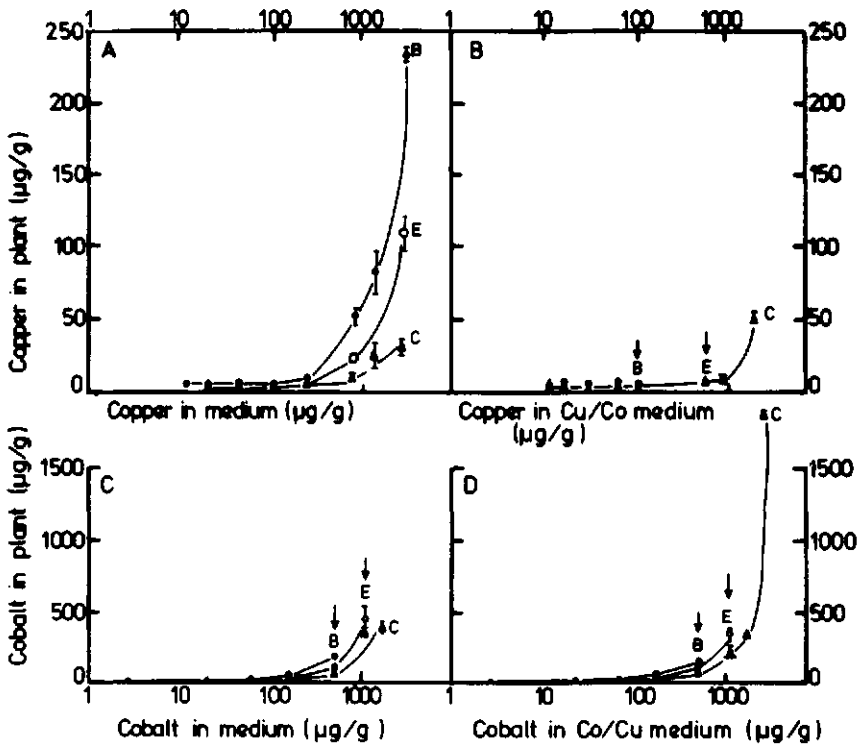 1 10 100 1000 1 10 100 1000
250 A B B 250
200 200
150 150
E
100 100
50 C C 50
B E
0 0
Copper in plant (µg/g)
Copper in medium (µg/g) Copper in Cu/Co medium (µg/g)
C
1500 C D 1500
1000 1000
E E
500 B C B 500
0 0
Cobalt in plant (µg/g)
1 10 100 1000 1 10 100 1000
Cobalt in medium (µg/g) Cobalt in Co/Cu medium (µg/g)